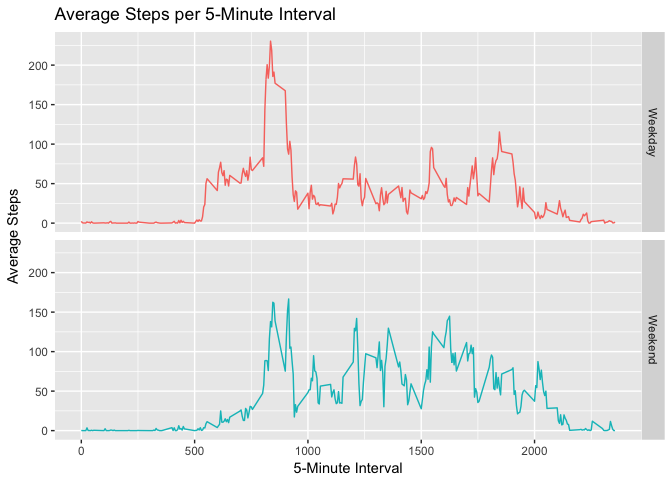 Average Steps per 5-Minute Interval
Average Steps
200
150
100
50
0
Weekday
200
150
100
50
0
Weekend
0 500 1000 1500 2000
5-Minute Interval